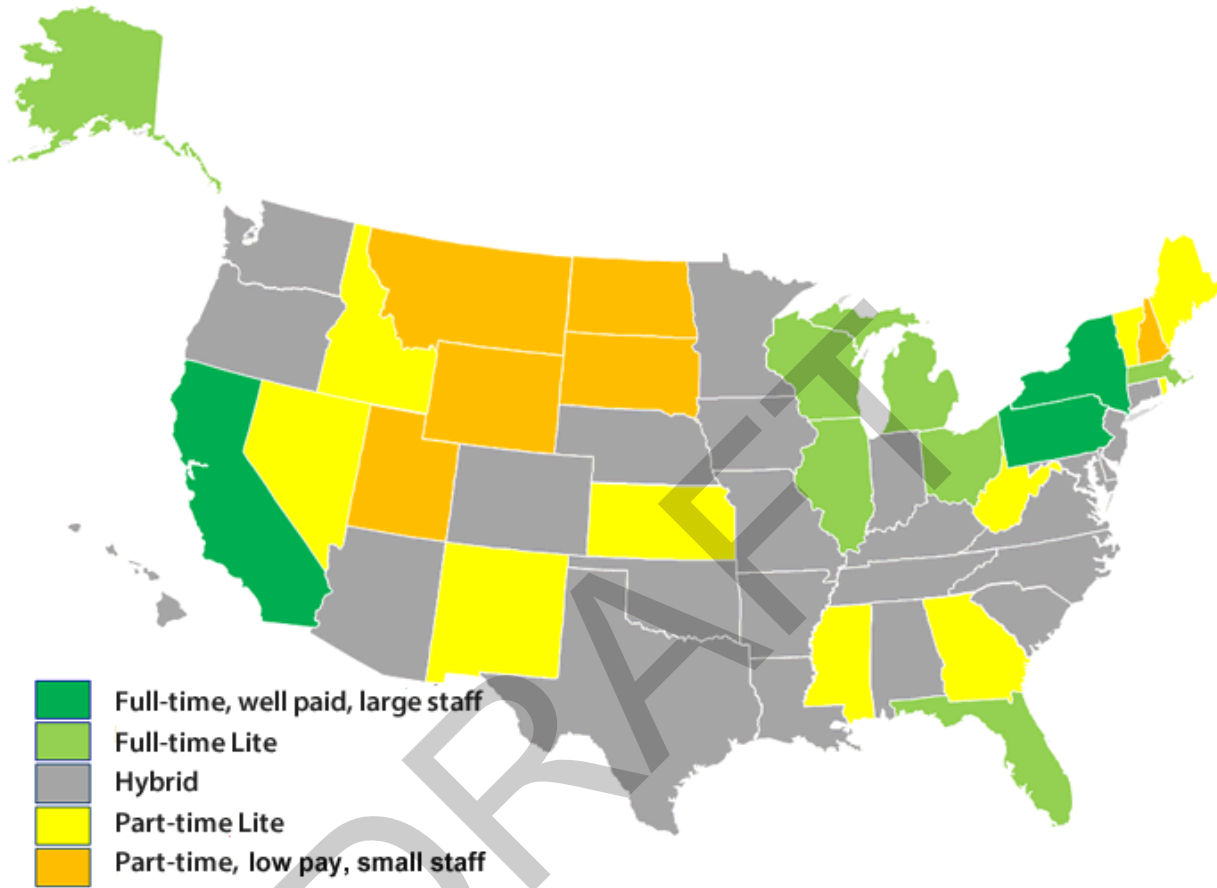 Full-time, well paid, large staff
Full-time Lite
Hybrid
Part-time Lite
Part-time, low pay, small staff
DRAFT